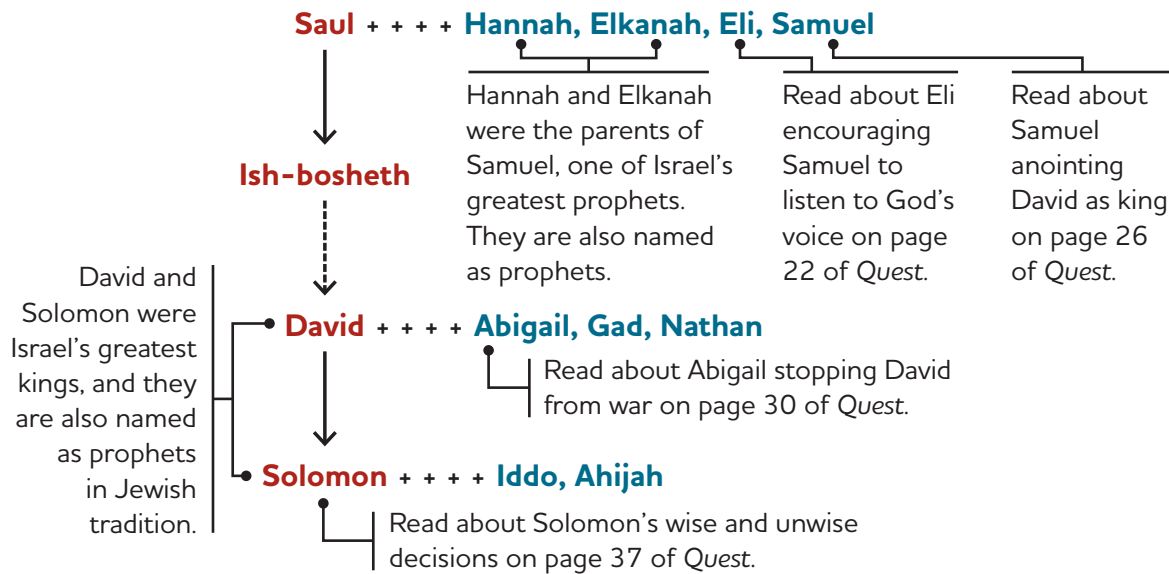 Saul + + + + Hannah, Elkanah, Eli, Samuel
Hannah and Elkanah
were the parents of
Samuel, one of Israel's
greatest prophets.
They are also named
as prophets.
Read about Eli
encouraging
Samuel to
listen to God's
voice on page
22 of Quest.
Read about
Samuel
anointing
David as king
on page 26
of Quest.
Ish-bosheth
David and
Solomon were
Israel's greatest
kings, and they
are also named
as prophets
in Jewish
tradition.
David + + + + Abigail, Gad, Nathan
Read about Abigail stopping David
from war on page 30 of Quest.
Solomon + + + + Iddo, Ahijah
Read about Solomon's wise and unwise
decisions on page 37 of Quest.